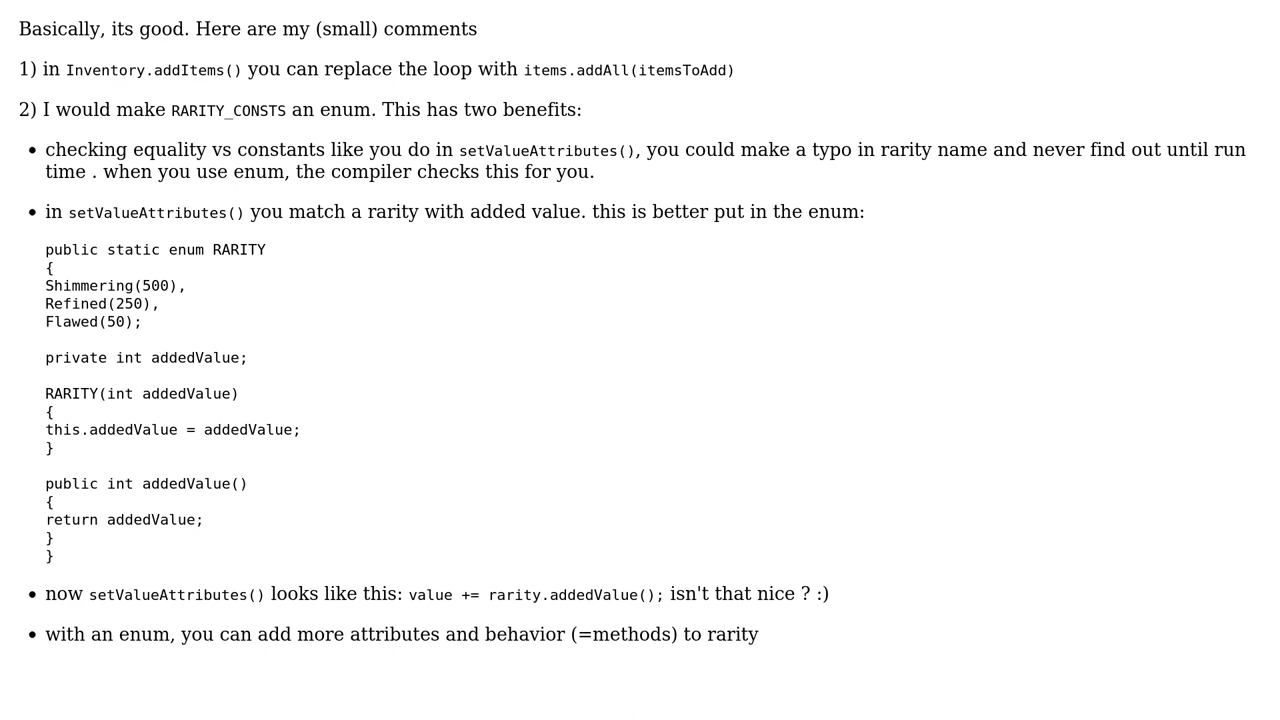 Basically, its good. Here are my (small) comments
1) in Inventory.addItems() you can replace the loop with items.addAll(itemsToAdd)
2) I would make RARITY_CONSTS an enum. This has two benefits:
• checking equality vs constants like you do in setValueAttributes(), you could make a typo in rarity name and never find out until run
time . when you use enum, the compiler checks this for you.
• in setValueAttributes() you match a rarity with added value. this is better put in the enum:
public static enum RARITY
{
Shimmering(500),
Refined(250),
Flawed(50);
private int addedValue;
RARITY(int addedValue)
{
this.addedValue = addedValue;
}
public int addedValue()
{
return addedValue;
}
}
• now setValueAttributes() looks like this: value += rarity.addedValue(); isn't that nice ? :)
• with an enum, you can add more attributes and behavior (=methods) to rarity